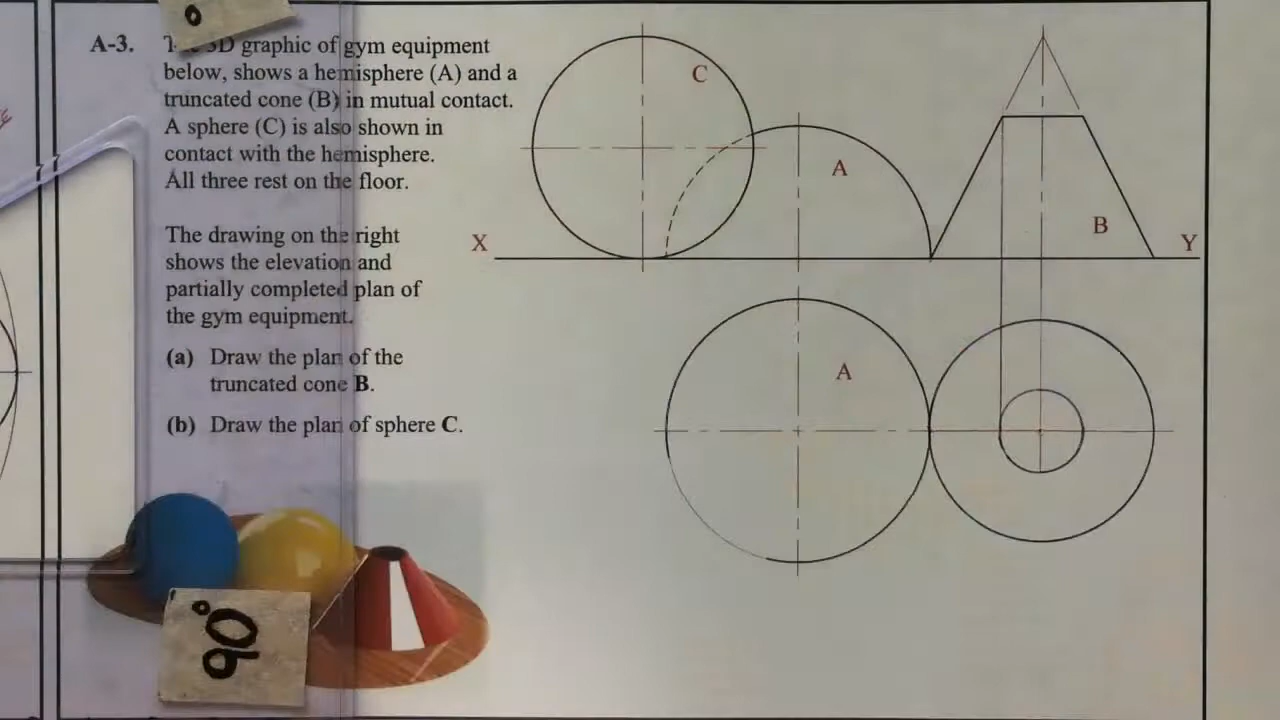 A-3.
3D graphic of gym equipment
below, shows a hemisphere (A) and a
truncated cone (B) in mutual contact.
A sphere (C) is also shown in
contact with the hemisphere.
All three rest on the floor.
The drawing on the right
shows the elevation and
partially completed plan of
the gym equipment.
(a) Draw the plan of the
truncated cone B.
(b) Draw the plan of sphere C.
C
A
B
X
Y
A
90°